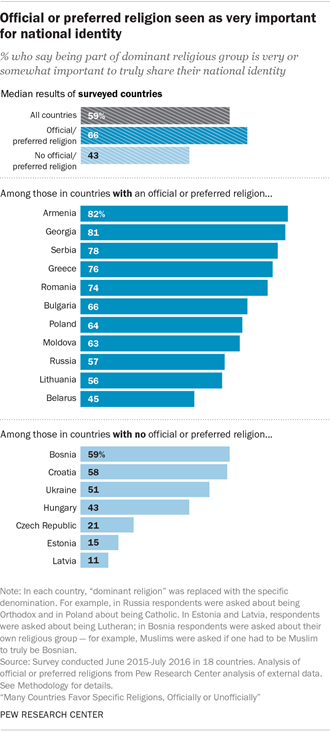 Official or preferred religion seen as very important
for national identity
% who say being part of dominant religious group is very or
somewhat important to truly share their national identity
Median results of surveyed countries
All countries 59%
Official/
preferred religion 66
No official/
preferred religion 43
Among those in countries with an official or preferred religion...
Armenia 82%
Georgia 81
Serbia 78
Greece 76
Romania 74
Bulgaria 66
Poland 64
Moldova 63
Russia 57
Lithuania 56
Belarus 45
Among those in countries with no official or preferred religion...
Bosnia 59%
Croatia 58
Ukraine 51
Hungary 43
Czech Republic 21
Estonia 15
Latvia 11
Note: In each country, “dominant religion” was replaced with the specific
denomination. For example, in Russia respondents were asked about being
Orthodox and in Poland about being Catholic. In Estonia and Latvia, respondents
were asked about being Lutheran; in Bosnia respondents were asked about their
own religious group — for example, Muslims were asked if one had to be Muslim
to truly be Bosnian.
Source: Survey conducted June 2015-July 2016 in 18 countries. Analysis of
official or preferred religions from Pew Research Center analysis of external data.
See Methodology for details.
“Many Countries Favor Specific Religions, Officially or Unofficially”
PEW RESEARCH CENTER